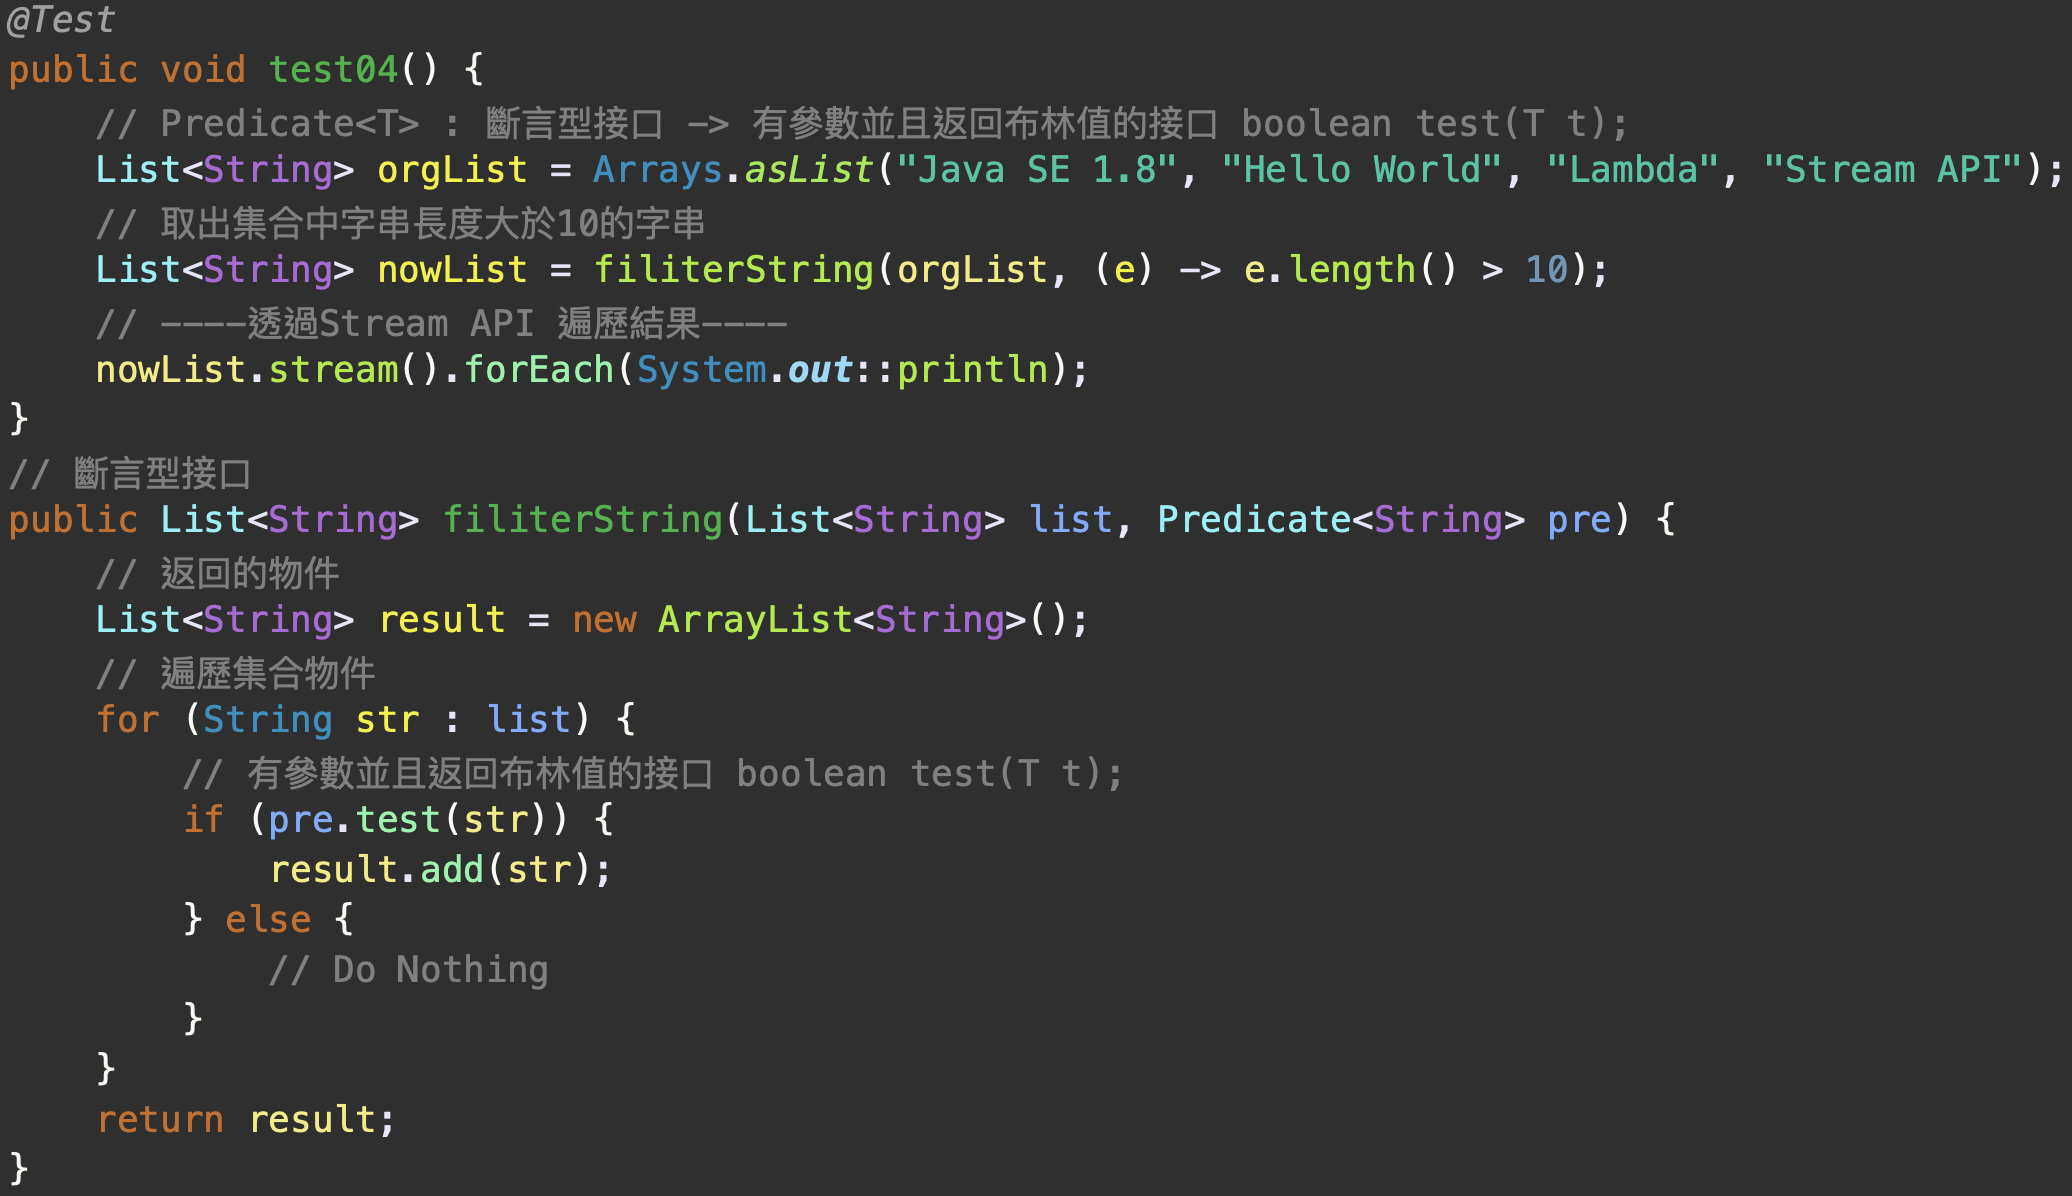 @Test
public void test04() {
    // Predicate<T> : 斷言型接口 -> 有參數並且返回布林值的接口 boolean test(T t);
    List<String> orgList = Arrays.asList("Java SE 1.8", "Hello World", "Lambda", "Stream API");
    // 取出集合中字串長度大於10的字串
    List<String> nowList = filiterString(orgList, (e) -> e.length() > 10);
    // ----透過Stream API 遍歷結果----
    nowList.stream().forEach(System.out::println);
}
// 斷言型接口
public List<String> filiterString(List<String> list, Predicate<String> pre) {
    // 返回的物件
    List<String> result = new ArrayList<String>();
    // 遍歷集合物件
    for (String str : list) {
        // 有參數並且返回布林值的接口 boolean test(T t);
        if (pre.test(str)) {
            result.add(str);
        } else {
            // Do Nothing
        }
    }
    return result;
}